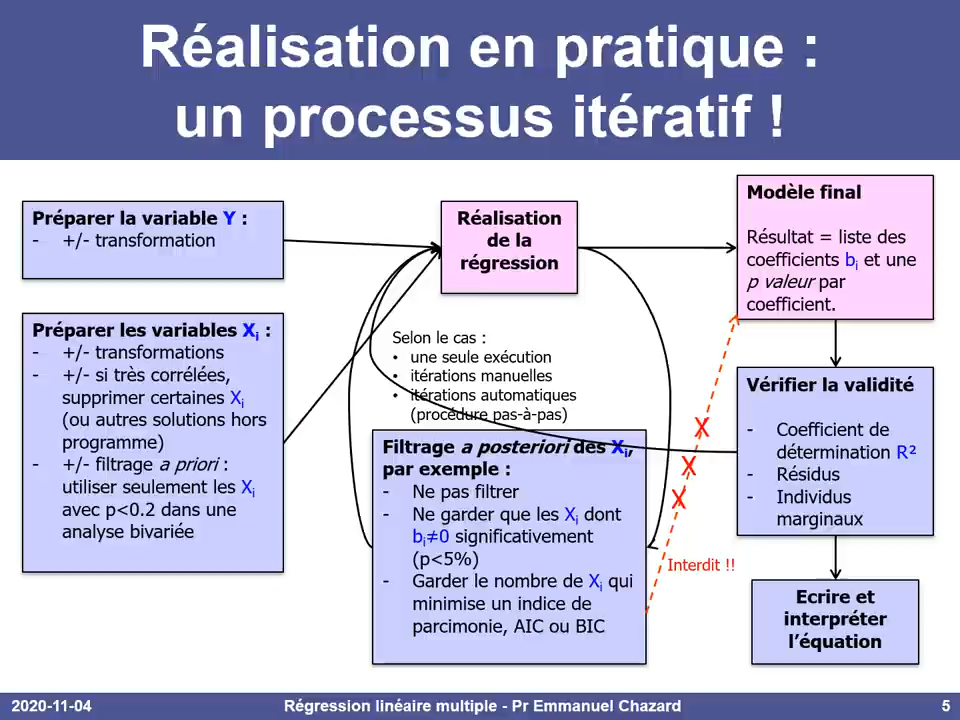 Réalisation en pratique :
un processus itératif !
Préparer la variable Y :
- +/- transformation
Préparer les variables Xi :
- +/- transformations
- +/- si très corrélées,
supprimer certaines Xi
(ou autres solutions hors
programme)
- +/- filtrage a priori :
utiliser seulement les Xi
avec p<0.2 dans une
analyse bivariée
Réalisation
de la
régression
Selon le cas :
• une seule exécution
• itérations manuelles
• itérations automatiques
(procédure pas-à-pas)
Filtrage a posteriori des Xi,
par exemple :
- Ne pas filtrer
- Ne garder que les Xi dont
bi≠0 significativement
(p<5%)
- Garder le nombre de Xi qui
minimise un indice de
parcimonie, AIC ou BIC
X
X
X
Interdit !!
Modèle final
Résultat = liste des
coefficients bi et une
p valeur par
coefficient.
Vérifier la validité
- Coefficient de
détermination R²
- Résidus
- Individus
marginaux
Ecrire et
interpréter
l'équation
2020-11-04
Régression linéaire multiple - Pr Emmanuel Chazard
5